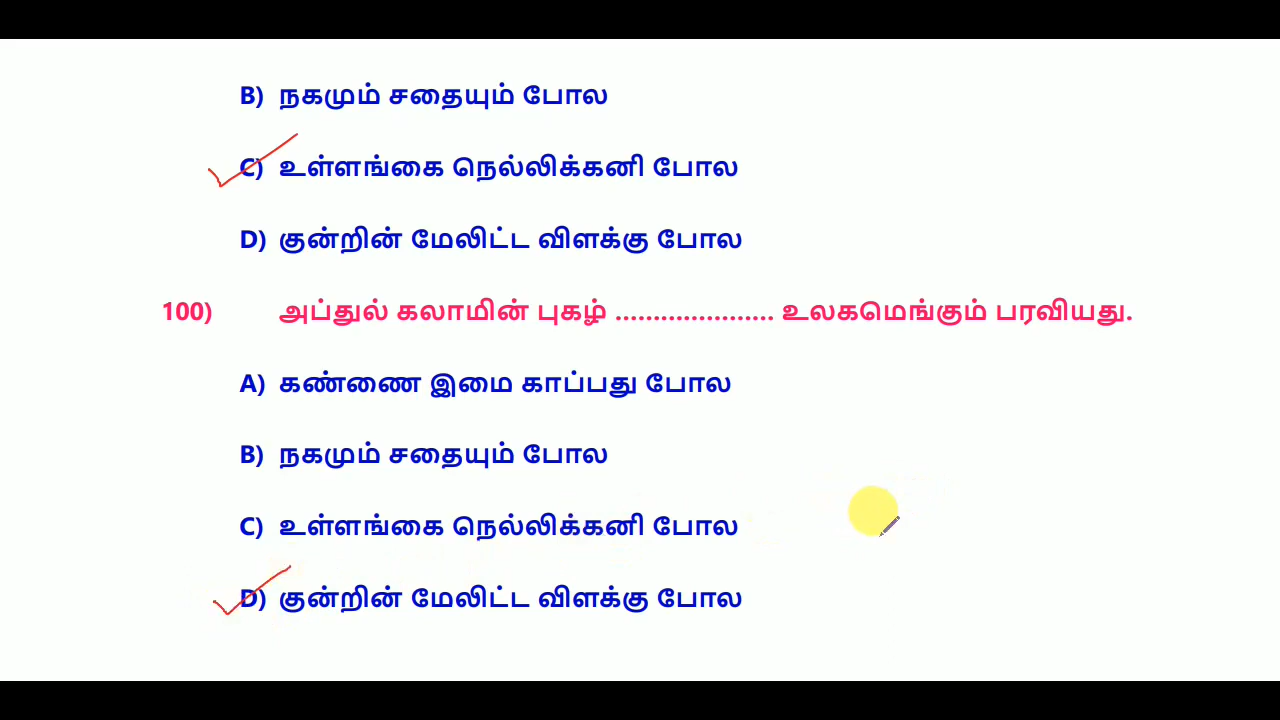 B) நகமும் சதையும் போல
C) உள்ளங்கை நெல்லிக்கனி போல
D) குன்றின் மேலிட்ட விளக்கு போல
100) அப்துல் கலாமின் புகழ் ..................... உலகமெங்கும் பரவியது.
A) கண்ணை இமை காப்பது போல
B) நகமும் சதையும் போல
C) உள்ளங்கை நெல்லிக்கனி போல
D) குன்றின் மேலிட்ட விளக்கு போல